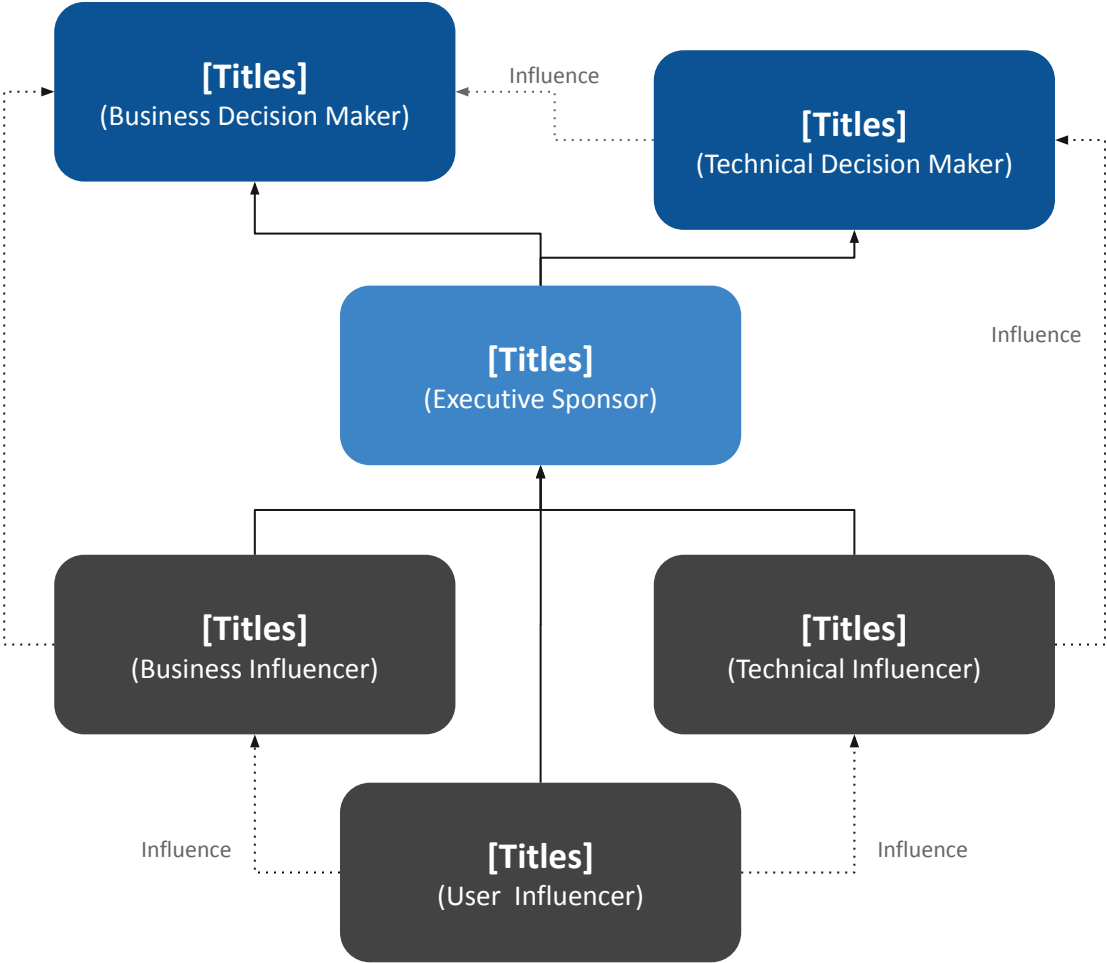 [Titles]
(Business Decision Maker)
Influence
[Titles]
(Technical Decision Maker)
[Titles]
(Executive Sponsor)
Influence
[Titles]
(Business Influencer)
[Titles]
(Technical Influencer)
Influence
[Titles]
(User  Influencer)
Influence